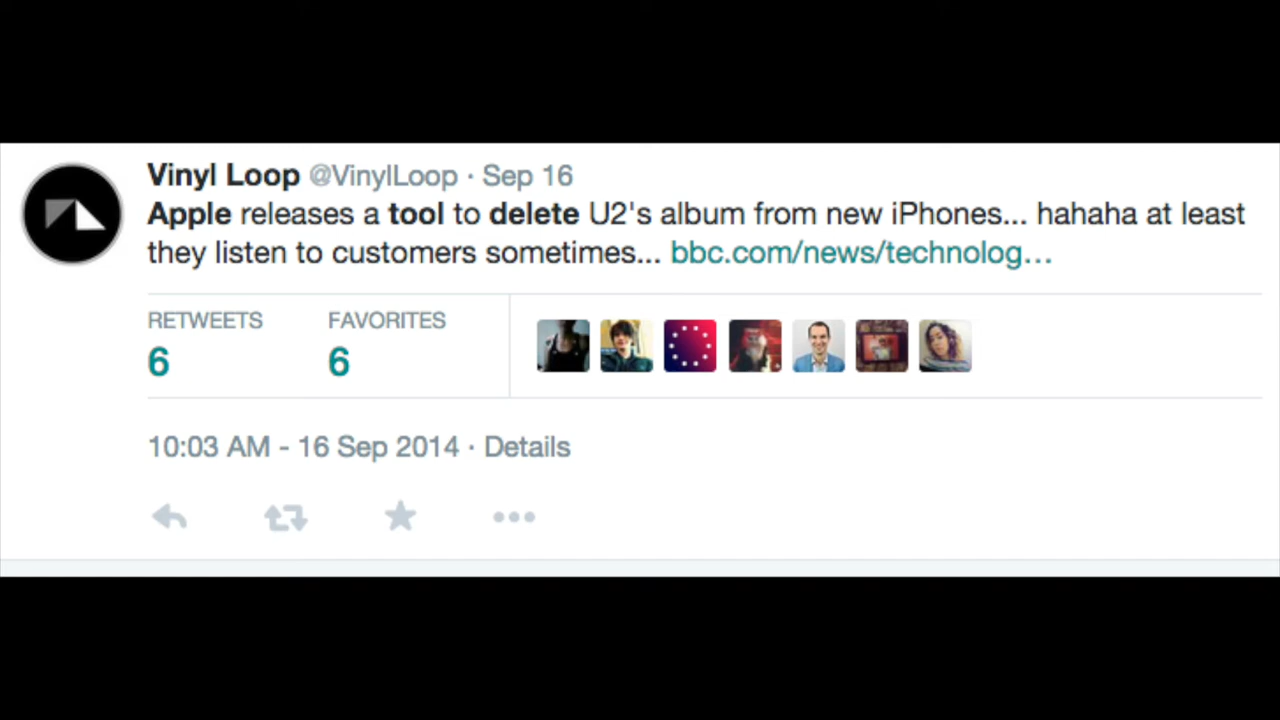 Vinyl Loop @VinylLoop · Sep 16
Apple releases a tool to delete U2's album from new iPhones... hahaha at least
they listen to customers sometimes... bbc.com/news/technolog...
RETWEETS FAVORITES
6 6
10:03 AM - 16 Sep 2014 · Details